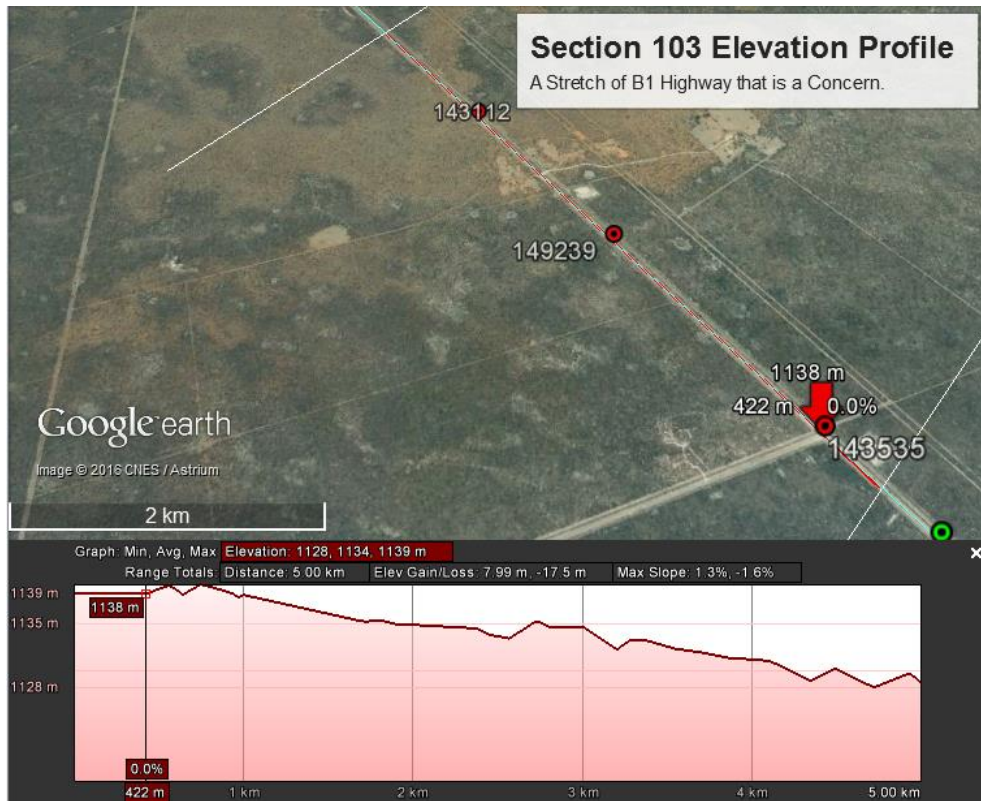 Section 103 Elevation Profile
A Stretch of B1 Highway that is a Concern.
143112
149239
1138 m
422 m 0.0%
143535
Google earth
Image © 2016 CNES / Astrium
2 km
Graph: Min, Avg, Max Elevation: 1128, 1134, 1139 m
Range Totals: Distance: 5.00 km Elev Gain/Loss: 7.99 m, -17.5 m Max Slope: 1.3%, -1.6%
1139 m
1138 m
1135 m
1128 m
0.0%
422 m 1 km 2 km 3 km 4 km 5.00 km